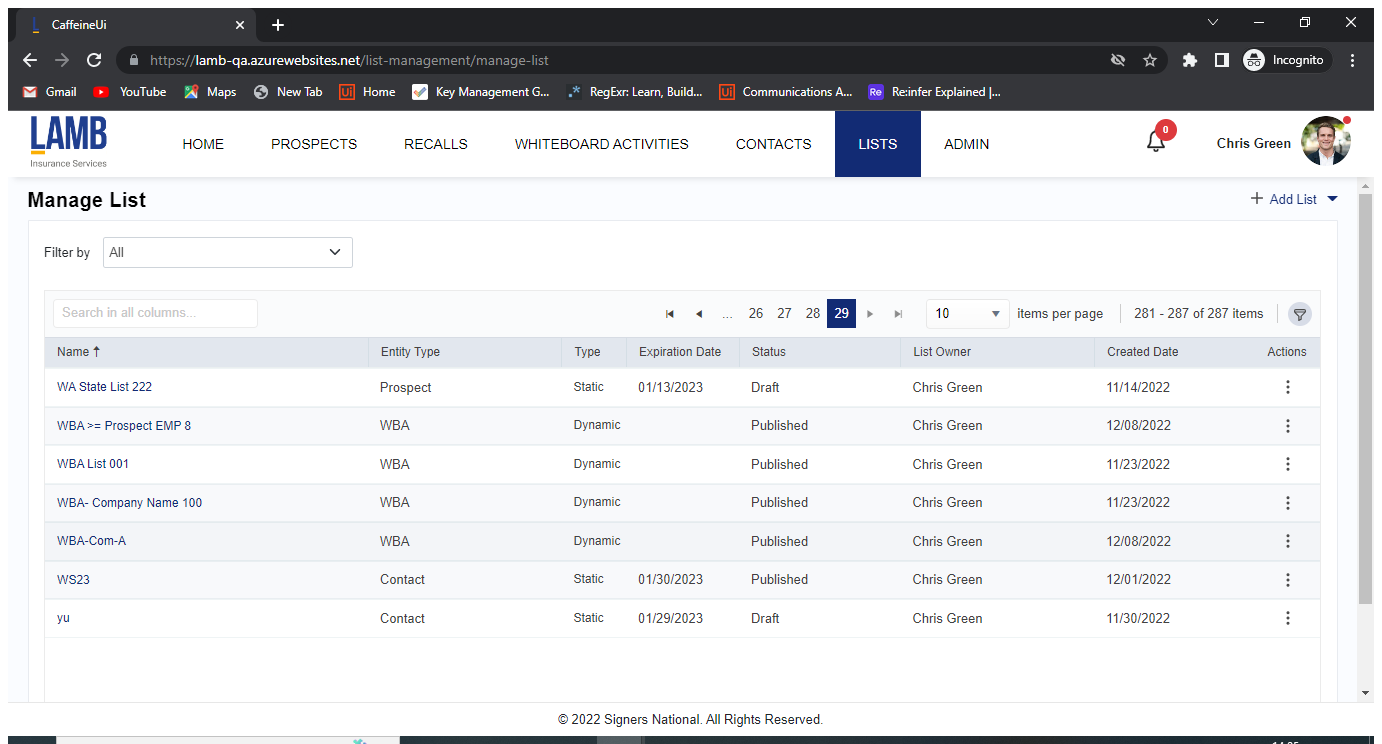 CaffeineUi
https://lamb-qa.azurewebsites.net/list-management/manage-list Incognito
Gmail YouTube Maps New Tab Home Key Management G... RegExr: Learn, Build... Communications A... Re Reinfer Explained |...
LAMB
Insurance Services
HOME PROSPECTS RECALLS WHITEBOARD ACTIVITIES CONTACTS LISTS ADMIN 0 Chris Green
Manage List + Add List
Filter by All
Search in all columns... ... 26 27 28 29 10 items per page 281 - 287 of 287 items
Name ↑ Entity Type Type Expiration Date Status List Owner Created Date Actions
WA State List 222 Prospect Static 01/13/2023 Draft Chris Green 11/14/2022
WBA >= Prospect EMP 8 WBA Dynamic Published Chris Green 12/08/2022
WBA List 001 WBA Dynamic Published Chris Green 11/23/2022
WBA- Company Name 100 WBA Dynamic Published Chris Green 11/23/2022
WBA-Com-A WBA Dynamic Published Chris Green 12/08/2022
WS23 Contact Static 01/30/2023 Published Chris Green 12/01/2022
yu Contact Static 01/29/2023 Draft Chris Green 11/30/2022
© 2022 Signers National. All Rights Reserved.